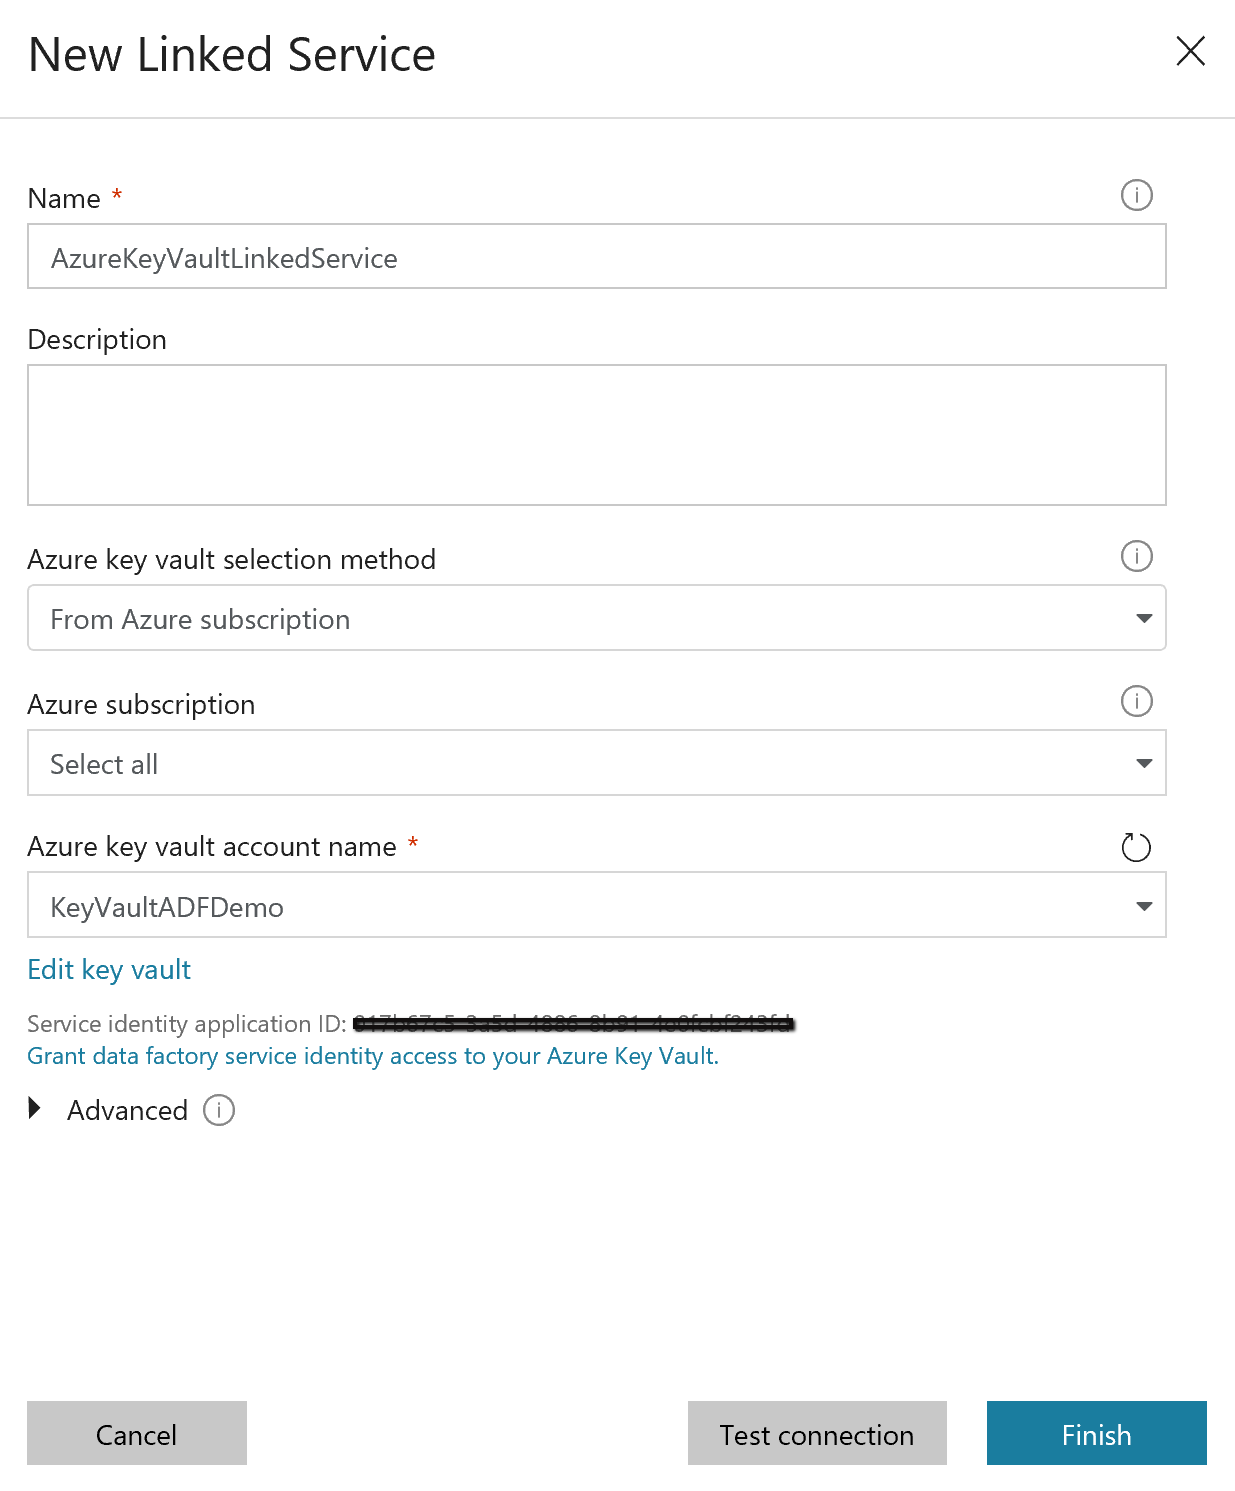 New Linked Service
Name *
AzureKeyVaultLinkedService
Description
Azure key vault selection method
From Azure subscription
Azure subscription
Select all
Azure key vault account name *
KeyVaultADFDemo
Edit key vault
Service identity application ID:
Grant data factory service identity access to your Azure Key Vault.
Advanced
Cancel
Test connection
Finish